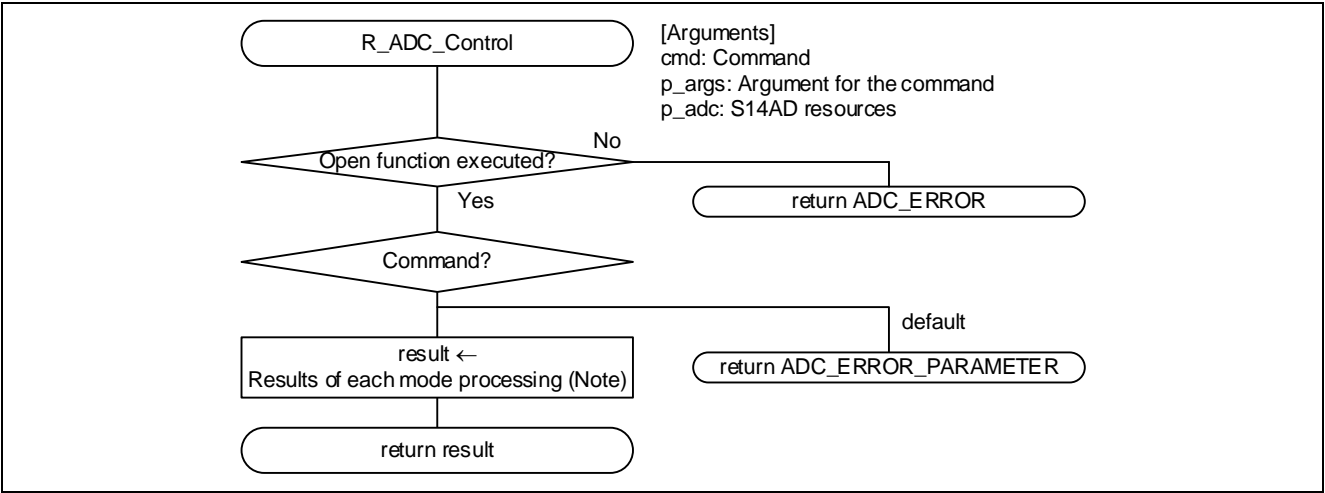 R_ADC_Control
[Arguments]
cmd: Command
p_args: Argument for the command
p_adc: S14AD resources
Open function executed?
No
return ADC_ERROR
Yes
Command?
default
result ←
Results of each mode processing (Note)
return ADC_ERROR_PARAMETER
return result